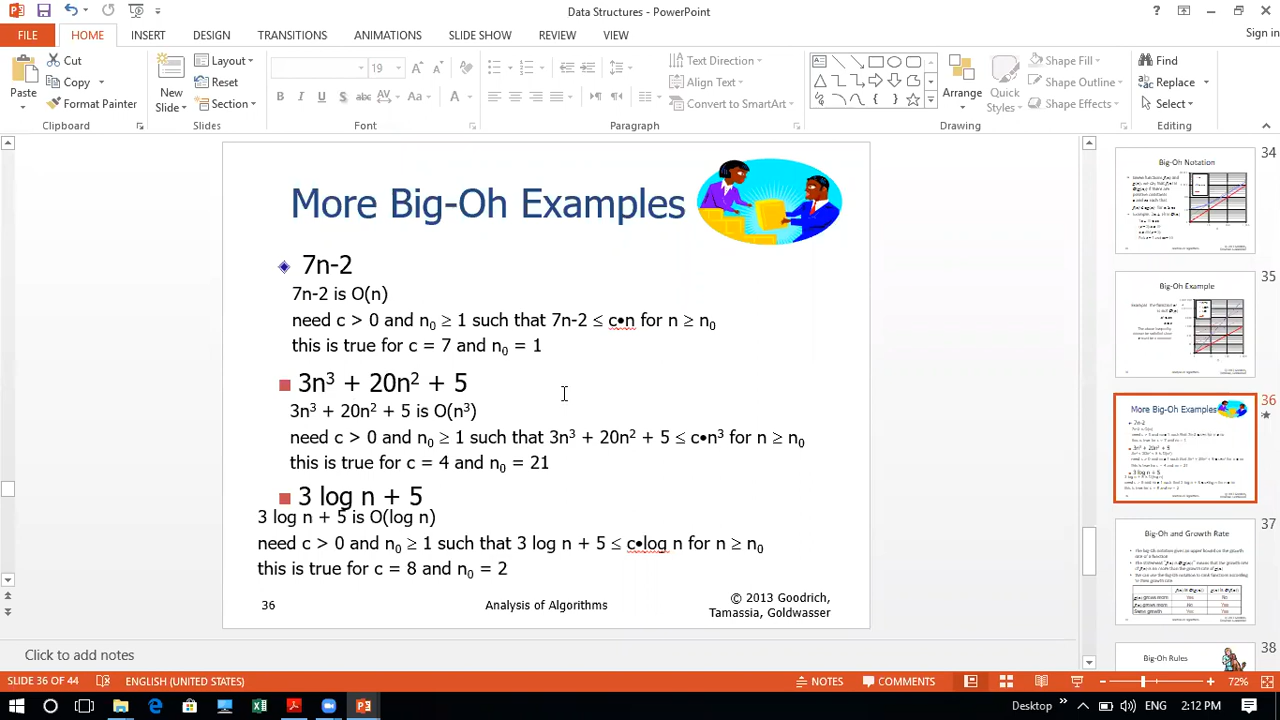 Data Structures - PowerPoint
?
FILE HOME INSERT DESIGN TRANSITIONS ANIMATIONS SLIDE SHOW REVIEW VIEW Sign in
Paste Cut Copy Format Painter
Clipboard
New Slide Layout Reset Section
Slides
19
B I U S abc AV Aa A
Font
Text Direction Align Text Convert to SmartArt
Paragraph
Arrange Quick Styles Shape Fill Shape Outline Shape Effects
Drawing
Find Replace Select
Editing
More Big-Oh Examples
7n-2
7n-2 is O(n)
need c > 0 and n₀ ≥ 1 such that 7n-2 ≤ c•n for n ≥ n₀
this is true for c = 7 and n₀ = 1
3n³ + 20n² + 5
3n³ + 20n² + 5 is O(n³)
need c > 0 and n₀ ≥ 1 such that 3n³ + 20n² + 5 ≤ c•n³ for n ≥ n₀
this is true for c = 4 and n₀ = 21
3 log n + 5
3 log n + 5 is O(log n)
need c > 0 and n₀ ≥ 1 such that 3 log n + 5 ≤ c•log n for n ≥ n₀
this is true for c = 8 and n₀ = 2
36 Analysis of Algorithms © 2013 Goodrich,
Tamassia, Goldwasser
34
Big-Oh Notation
35
Big-Oh Example
36
More Big-Oh Examples
37
Big-Oh and Growth Rate
38
Big-Oh Rules
Click to add notes
SLIDE 36 OF 44 ENGLISH (UNITED STATES) NOTES COMMENTS 72%
Desktop ENG 2:12 PM